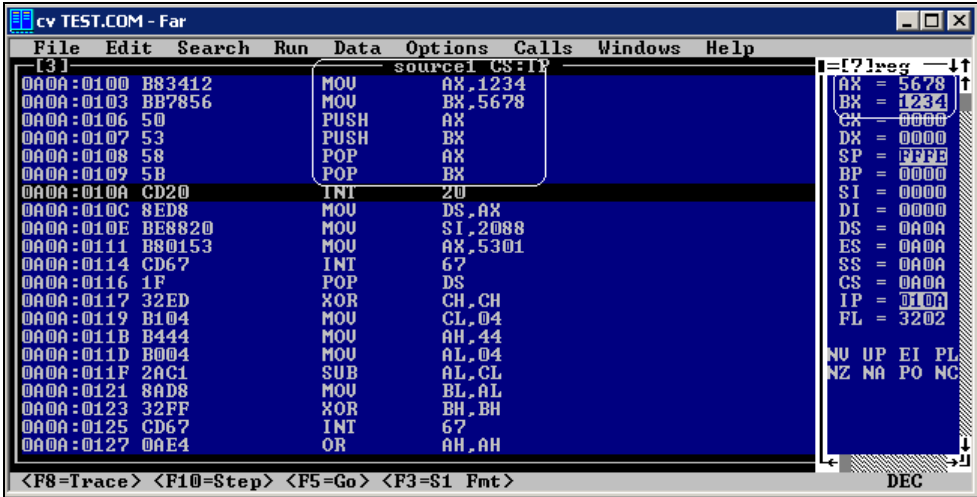 cv TEST.COM - Far
File Edit Search Run Data Options Calls Windows Help
[3] source1 CS:IP
0A0A:0100 B83412 MOV AX,1234
0A0A:0103 BB7856 MOV BX,5678
0A0A:0106 50 PUSH AX
0A0A:0107 53 PUSH BX
0A0A:0108 58 POP AX
0A0A:0109 5B POP BX
0A0A:010A CD20 INT 20
0A0A:010C 8ED8 MOV DS,AX
0A0A:010E BE8820 MOV SI,2088
0A0A:0111 B80153 MOV AX,5301
0A0A:0114 CD67 INT 67
0A0A:0116 1F POP DS
0A0A:0117 32ED XOR CH,CH
0A0A:0119 B104 MOV CL,04
0A0A:011B B444 MOV AH,44
0A0A:011D B004 MOV AL,04
0A0A:011F 2AC1 SUB AL,CL
0A0A:0121 8AD8 MOV BL,AL
0A0A:0123 32FF XOR BH,BH
0A0A:0125 CD67 INT 67
0A0A:0127 0AE4 OR AH,AH
[7]reg
AX = 5678
BX = 1234
CX = 0000
DX = 0000
SP = FFFE
BP = 0000
SI = 0000
DI = 0000
DS = 0A0A
ES = 0A0A
SS = 0A0A
CS = 0A0A
IP = 010A
FL = 3202
NV UP EI PL
NZ NA PO NC
<F8=Trace> <F10=Step> <F5=Go> <F3=S1 Fmt> DEC